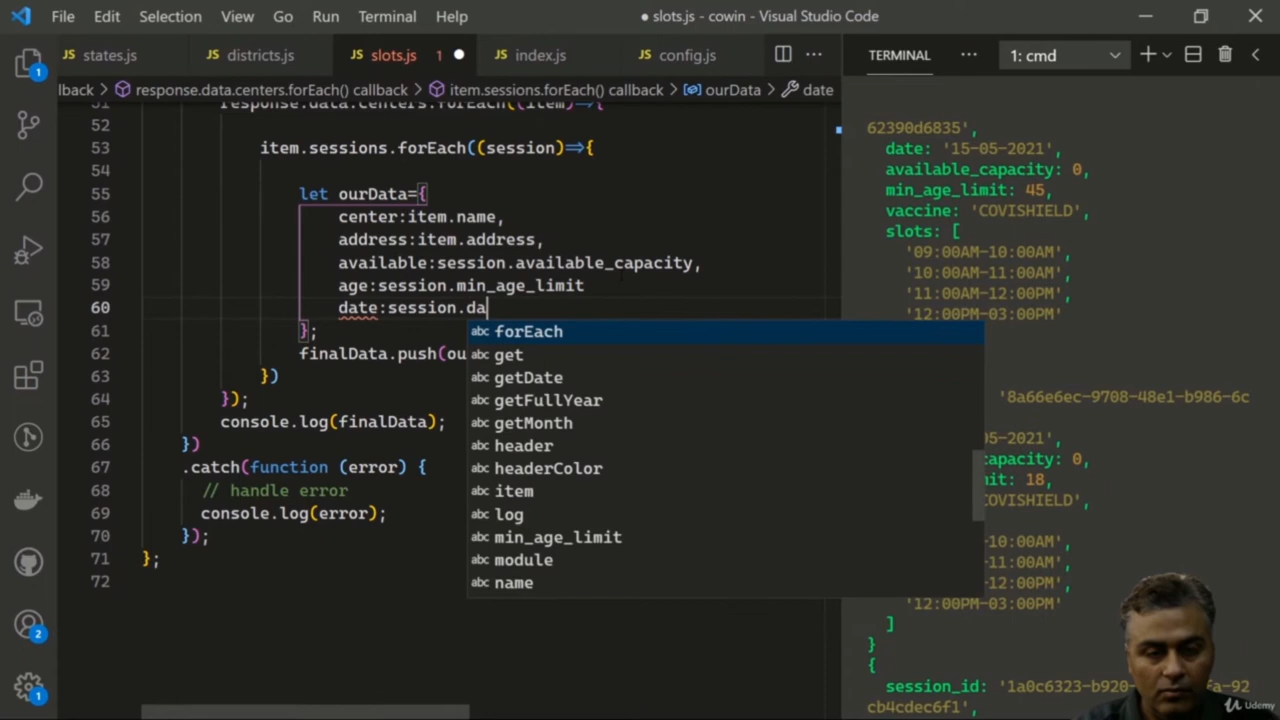 File Edit Selection View Go Run Terminal Help
● slots.js - cowin - Visual Studio Code
JS states.js
JS districts.js
JS slots.js 1 ●
JS index.js
JS config.js
TERMINAL
1: cmd
lback > response.data.centers.forEach() callback > item.sessions.forEach() callback > ourData > date
51 response.data.centers.forEach((item)=>{
52
53 item.sessions.forEach((session)=>{
54
55 let ourData={
56 center:item.name,
57 address:item.address,
58 available:session.available_capacity,
59 age:session.min_age_limit
60 date:session.da
61 };
62 finalData.push(ou
63 })
64 });
65 console.log(finalData);
66 })
67 .catch(function (error) {
68 // handle error
69 console.log(error);
70 });
71 };
72
abc forEach
abc get
abc getDate
abc getFullYear
abc getMonth
abc header
abc headerColor
abc item
abc log
abc min_age_limit
abc module
abc name
1
2
1
62390d6835',
date: '15-05-2021',
available_capacity: 0,
min_age_limit: 45,
vaccine: 'COVISHIELD',
slots: [
'09:00AM-10:00AM',
'10:00AM-11:00AM',
'11:00AM-12:00PM',
'12:00PM-03:00PM'
'8a66e6ec-9708-48e1-b986-6c
5-05-2021',
capacity: 0,
mit: 18,
COVISHIELD',
-10:00AM',
-11:00AM',
-12:00PM',
'12:00PM-03:00PM'
]
}
{
session_id: '1a0c6323-b920- fa-92
cb4cdec6f1',
Udemy